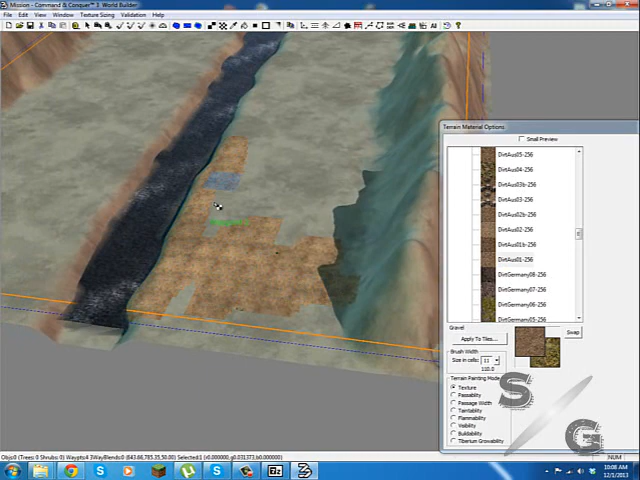 Mission - Command & Conquer™ 3: World Builder
File Edit Window Texture Sizing Validation Help
Terrain Material Options
Small Preview
DirtAus05-256
DirtAus04-256
DirtAus03b-256
DirtAus03-256
DirtAus02b-256
DirtAus02-256
DirtAus01b-256
DirtAus01-256
DirtGermany08-256
DirtGermany07-256
DirtGermany06-256
DirtGermany05-256
Gravel
Apply To Tiles...
Swap
Brush Width
Size in cells: 11
110.0
Terrain Painting Mode
Texture
Passability
Passage Width
Taintability
Flammability
Visibility
Buildability
Tiberium Growability
S
G
NUM
10:08 AM
12/1/2013